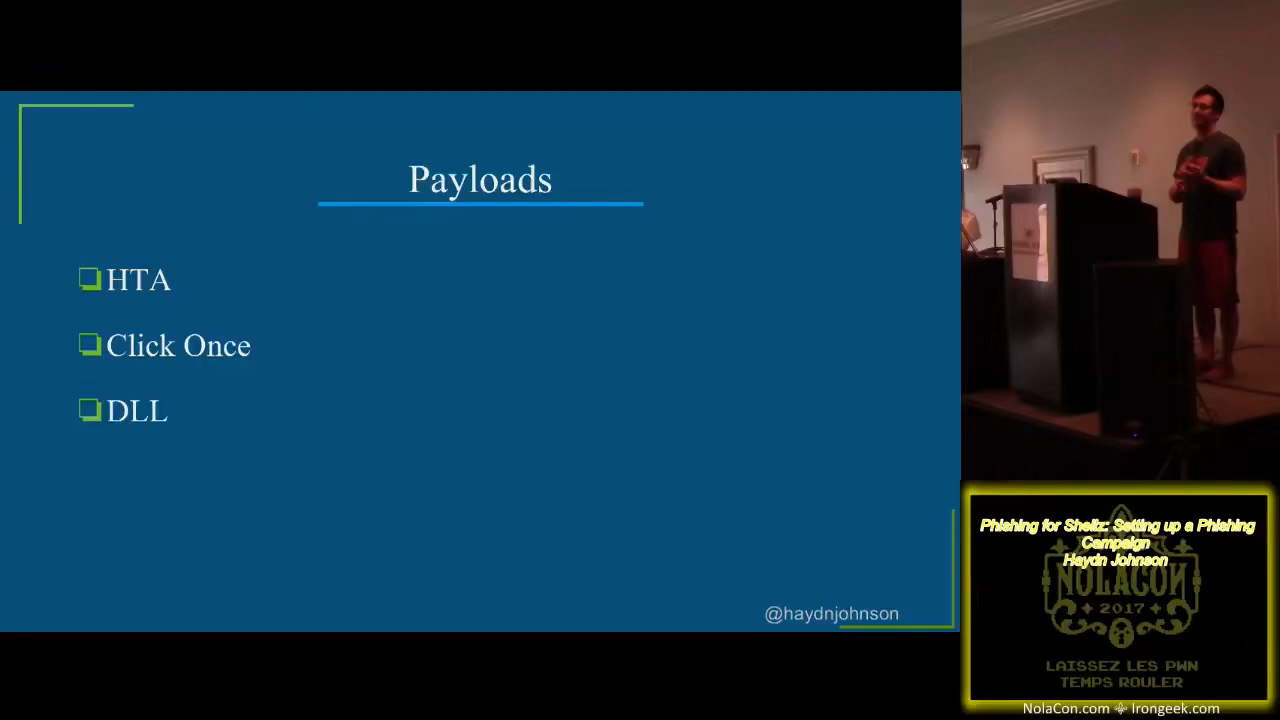 Payloads
HTA
Click Once
DLL
@haydnjohnson
Phishing for Shellz: Setting up a Phishing
Campaign
Haydn Johnson
NOLACON
2017
LAISSEZ LES PWN
TEMPS ROULER
NolaCon.com ⚜ Irongeek.com